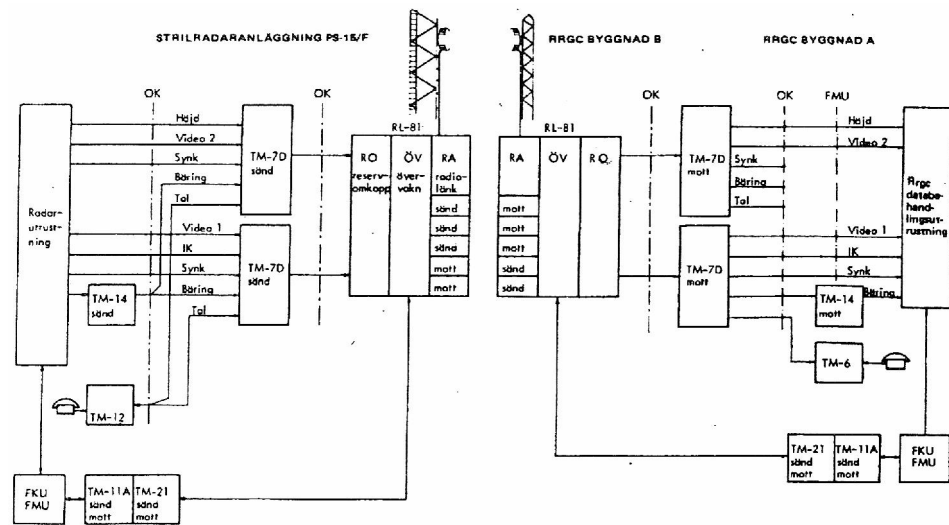 STRILRADARANLÄGGNING PS-15/F
RRGC BYGGNAD B
RRGC BYGGNAD A
OK
OK
OK
OK
FMU
Radar-
utrust-
ning
Höjd
Video 2
Synk
Bäring
Tal
Video 1
IK
Synk
Bäring
Tal
TM-14
sänd
TM-12
TM-7D
sänd
TM-7D
sänd
RL-81
RO
reserv-
omkopp
ÖV
över-
vakn
RA
radio-
länk
sänd
sänd
sänd
mott
mott
FKU
FMU
TM-11A
sänd
mott
TM-21
sänd
mott
RL-81
RA
ÖV
RO
mott
mott
mott
sänd
sänd
TM-7D
mott
TM-7D
mott
Höjd
Video 2
Synk
Bäring
Tal
Video 1
IK
Synk
Bäring
TM-14
mott
TM-6
Rrgc
databe-
handlingsut-
rustning
TM-21
sänd
mott
TM-11A
sänd
mott
FKU
FMU